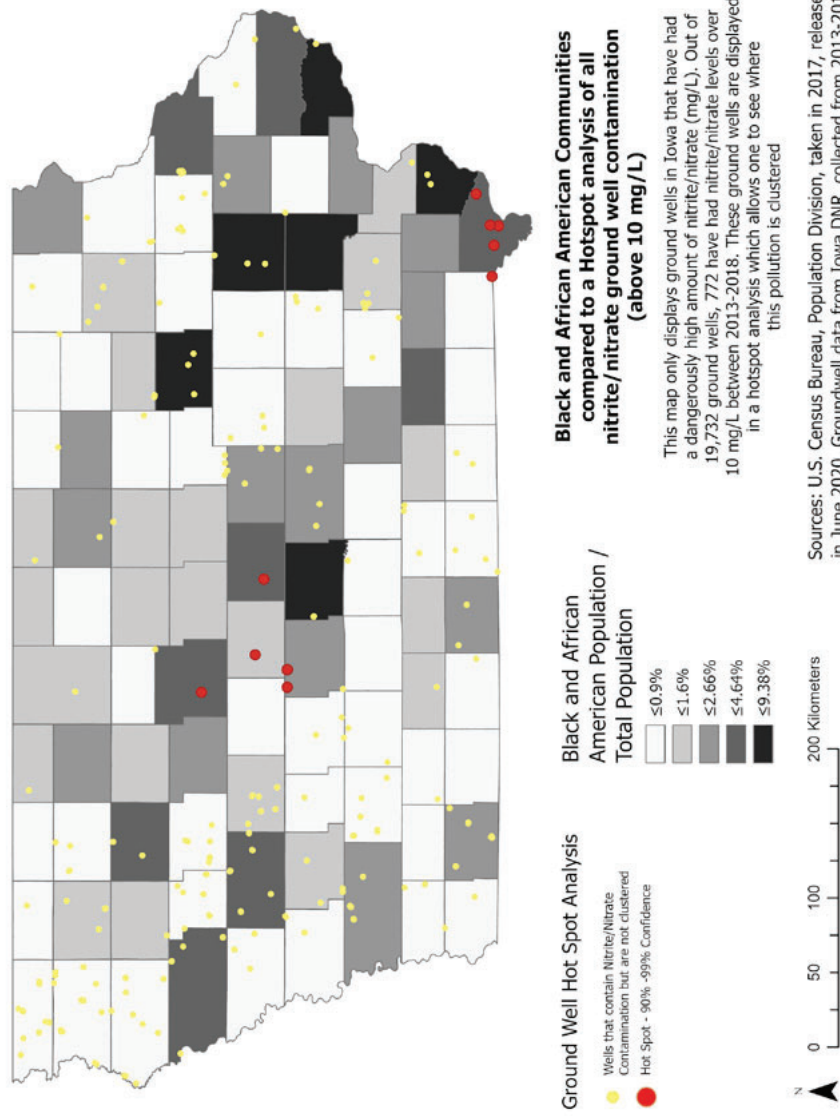 Black and African American Communities
compared to a Hotspot analysis of all
nitrite/nitrate ground well contamination
(above 10 mg/L)
This map only displays ground wells in Iowa that have had
a dangerously high amount of nitrite/nitrate (mg/L). Out of
19,732 ground wells, 772 have had nitrite/nitrate levels over
10 mg/L between 2013-2018. These ground wells are displayed
in a hotspot analysis which allows one to see where
this pollution is clustered
Sources: U.S. Census Bureau, Population Division, taken in 2017,
in June 2020. Groundwell data from Iowa DNR, collected from
Black and African
American Population /
Total Population
≤0.9%
≤1.6%
≤2.66%
≤4.64%
≤9.38%
Ground Well Hot Spot Analysis
Wells that contain Nitrite/Nitrate
Contamination but are not clustered
Hot Spot - 90% -99% Confidence
N
0 50 100 200 Kilometers